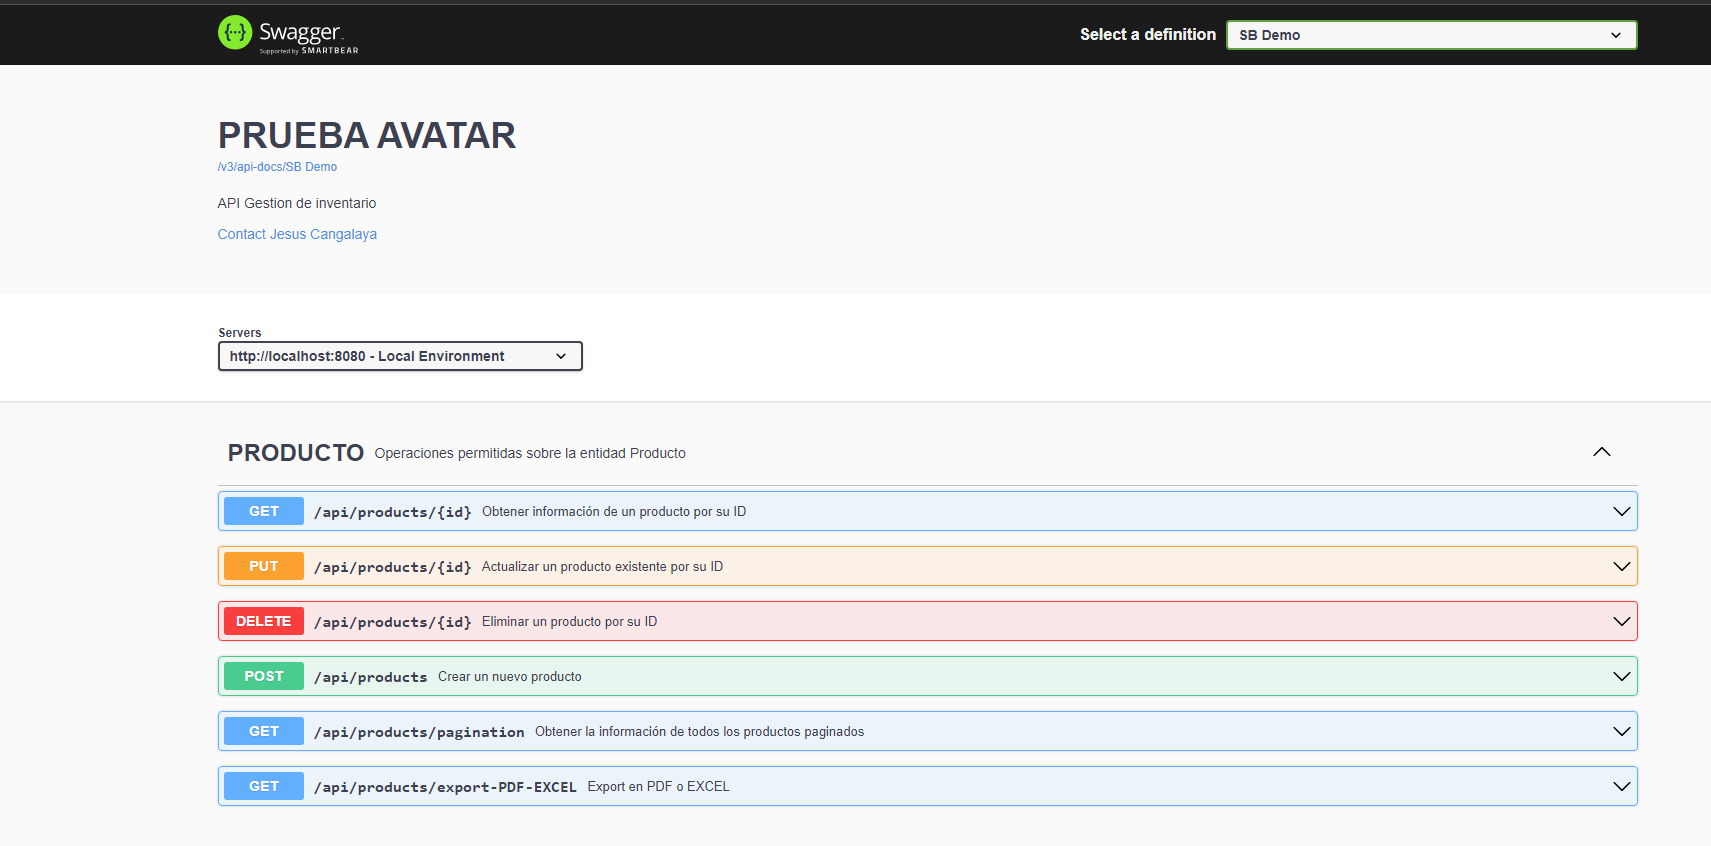 {···} Swagger
Supported by SMARTBEAR
Select a definition
SB Demo
PRUEBA AVATAR
/v3/api-docs/SB Demo
API Gestion de inventario
Contact Jesus Cangalaya
Servers
http://localhost:8080 - Local Environment
PRODUCTO Operaciones permitidas sobre la entidad Producto
GET /api/products/{id} Obtener información de un producto por su ID
PUT /api/products/{id} Actualizar un producto existente por su ID
DELETE /api/products/{id} Eliminar un producto por su ID
POST /api/products Crear un nuevo producto
GET /api/products/pagination Obtener la información de todos los productos paginados
GET /api/products/export-PDF-EXCEL Export en PDF o EXCEL